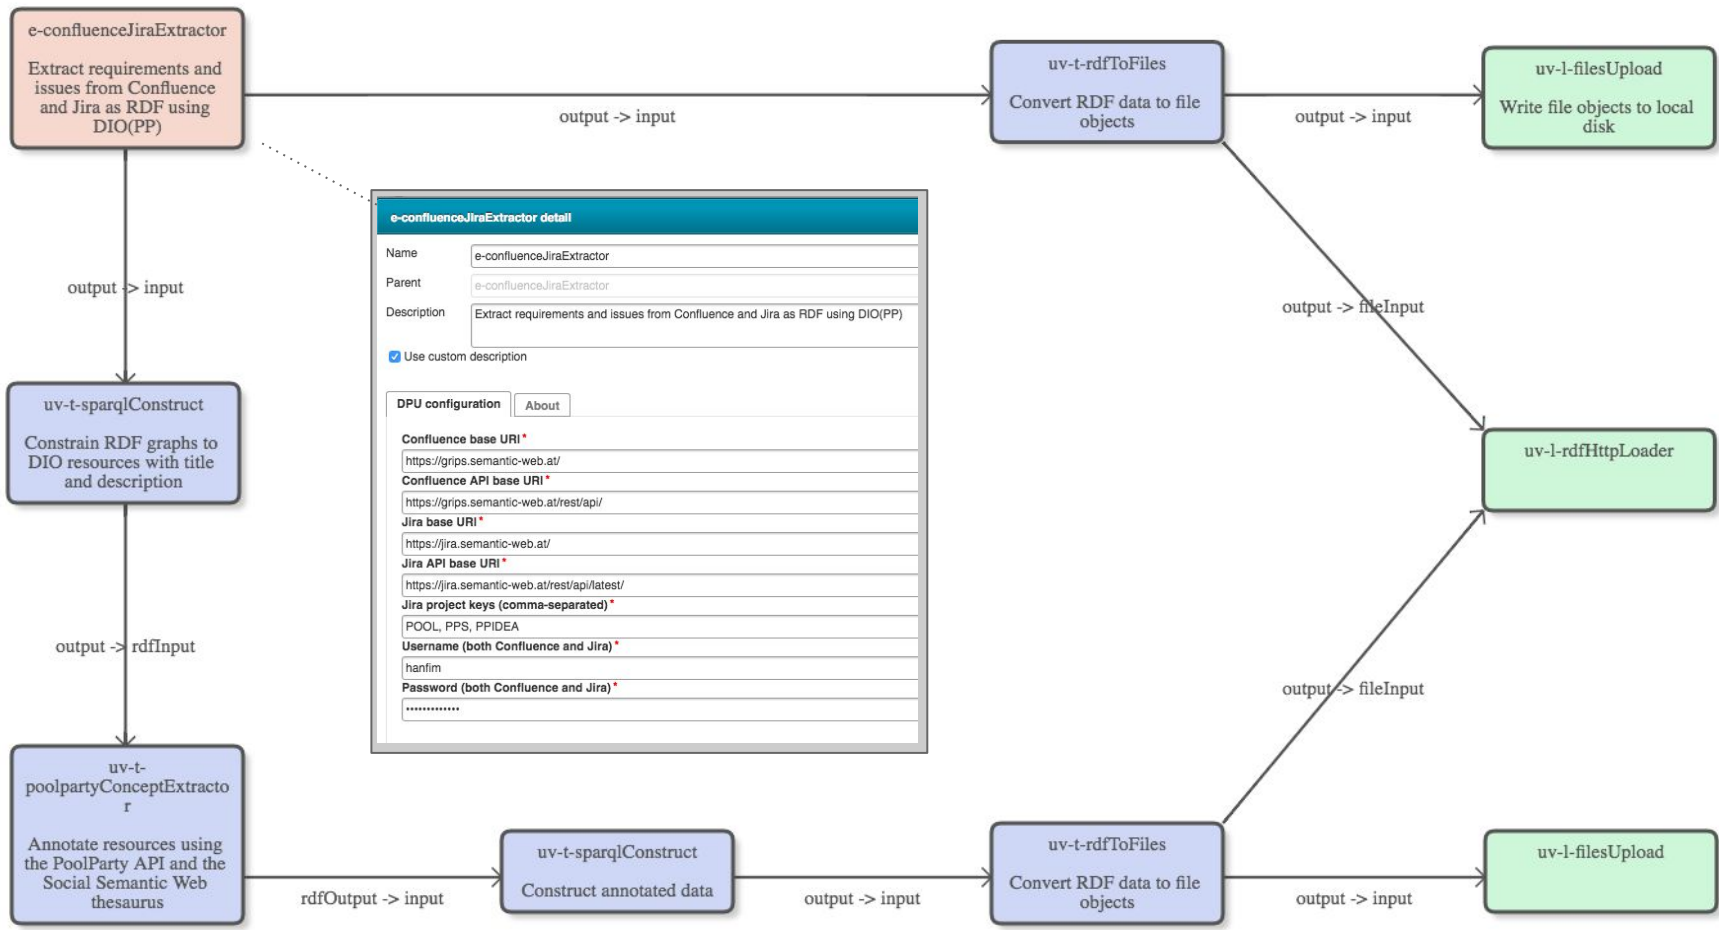 e-confluenceJiraExtractor
Extract requirements and
issues from Confluence
and Jira as RDF using
DIO(PP)
output -> input
uv-t-rdfToFiles
Convert RDF data to file
objects
output -> input
uv-l-filesUpload
Write file objects to local
disk
output -> input
output -> fileInput
e-confluenceJiraExtractor detail
Name
e-confluenceJiraExtractor
Parent
e-confluenceJiraExtractor
Description
Extract requirements and issues from Confluence and Jira as RDF using DIO(PP)
Use custom description
DPU configuration
About
Confluence base URI *
https://grips.semantic-web.at/
Confluence API base URI *
https://grips.semantic-web.at/rest/api/
Jira base URI *
https://jira.semantic-web.at/
Jira API base URI *
https://jira.semantic-web.at/rest/api/latest/
Jira project keys (comma-separated) *
POOL, PPS, PPIDEA
Username (both Confluence and Jira) *
hanfim
Password (both Confluence and Jira) *
•••••••••••••
uv-t-sparqlConstruct
Constrain RDF graphs to
DIO resources with title
and description
uv-l-rdfHttpLoader
output -> rdfInput
output -> fileInput
uv-t-
poolpartyConceptExtracto
r
Annotate resources using
the PoolParty API and the
Social Semantic Web
thesaurus
rdfOutput -> input
uv-t-sparqlConstruct
Construct annotated data
output -> input
uv-t-rdfToFiles
Convert RDF data to file
objects
output -> input
uv-l-filesUpload